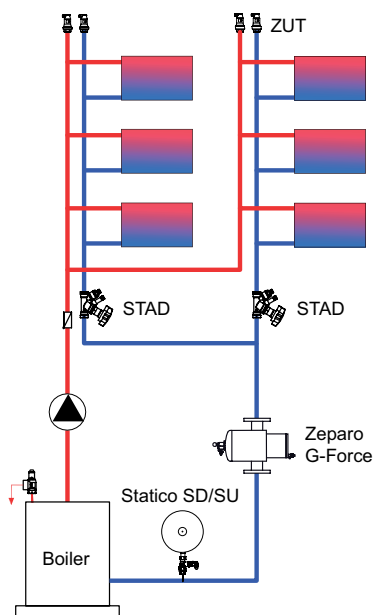 ZUT
STAD
STAD
Zeparo
G-Force
Statico SD/SU
Boiler